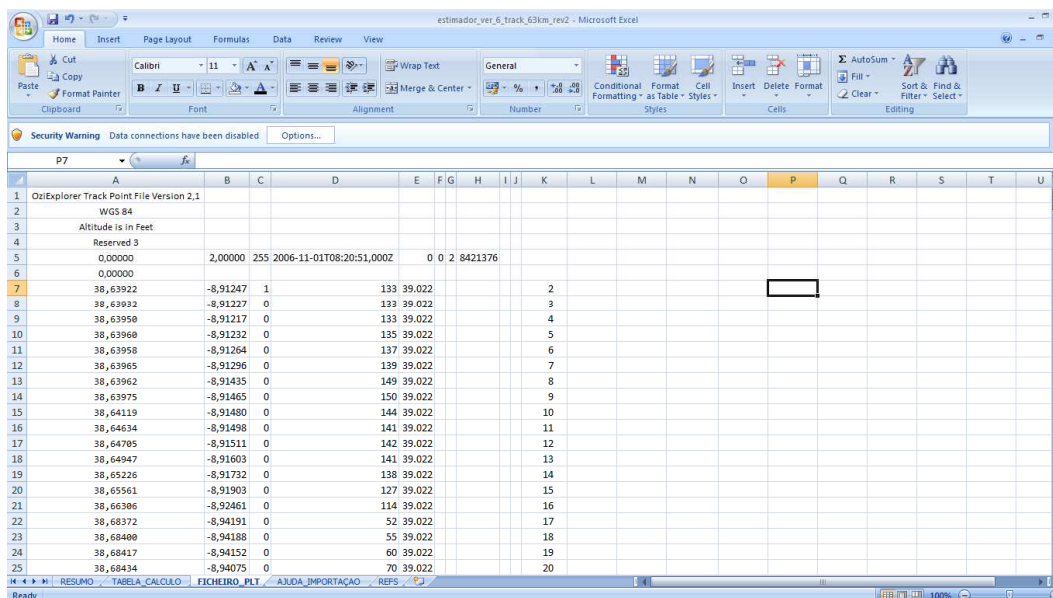 estimador_ver_6_track_63km_rev2 - Microsoft Excel
Home Insert Page Layout Formulas Data Review View
Paste Cut Copy Format Painter Clipboard
Calibri 11 A A B I U A Font
Wrap Text Merge & Center Alignment
General % , Number
Conditional Formatting Format as Table Cell Styles Styles
Insert Delete Format Cells
Σ AutoSum Fill Clear Sort & Filter Find & Select Editing
Security Warning Data connections have been disabled Options...
P7 fx
A B C D E F G H I J K L M N O P Q R S T U
1 OziExplorer Track Point File Version 2,1
2 WGS 84
3 Altitude is in Feet
4 Reserved 3
5 0,00000 2,00000 255 2006-11-01T08:20:51,000Z 0 0 2 8421376
6 0,00000
7 38,63922 -8,91247 1 133 39.022 2
8 38,63932 -8,91227 0 133 39.022 3
9 38,63950 -8,91217 0 133 39.022 4
10 38,63960 -8,91232 0 135 39.022 5
11 38,63958 -8,91264 0 137 39.022 6
12 38,63965 -8,91296 0 139 39.022 7
13 38,63962 -8,91435 0 149 39.022 8
14 38,63975 -8,91465 0 150 39.022 9
15 38,64119 -8,91480 0 144 39.022 10
16 38,64634 -8,91498 0 141 39.022 11
17 38,64705 -8,91511 0 142 39.022 12
18 38,64947 -8,91603 0 141 39.022 13
19 38,65226 -8,91732 0 138 39.022 14
20 38,65561 -8,91903 0 127 39.022 15
21 38,66306 -8,92461 0 114 39.022 16
22 38,68372 -8,94191 0 52 39.022 17
23 38,68400 -8,94188 0 55 39.022 18
24 38,68417 -8,94152 0 60 39.022 19
25 38,68434 -8,94075 0 70 39.022 20
RESUMO TABELA_CALCULO FICHEIRO_PLT AJUDA_IMPORTAÇAO REFS
Ready 100%